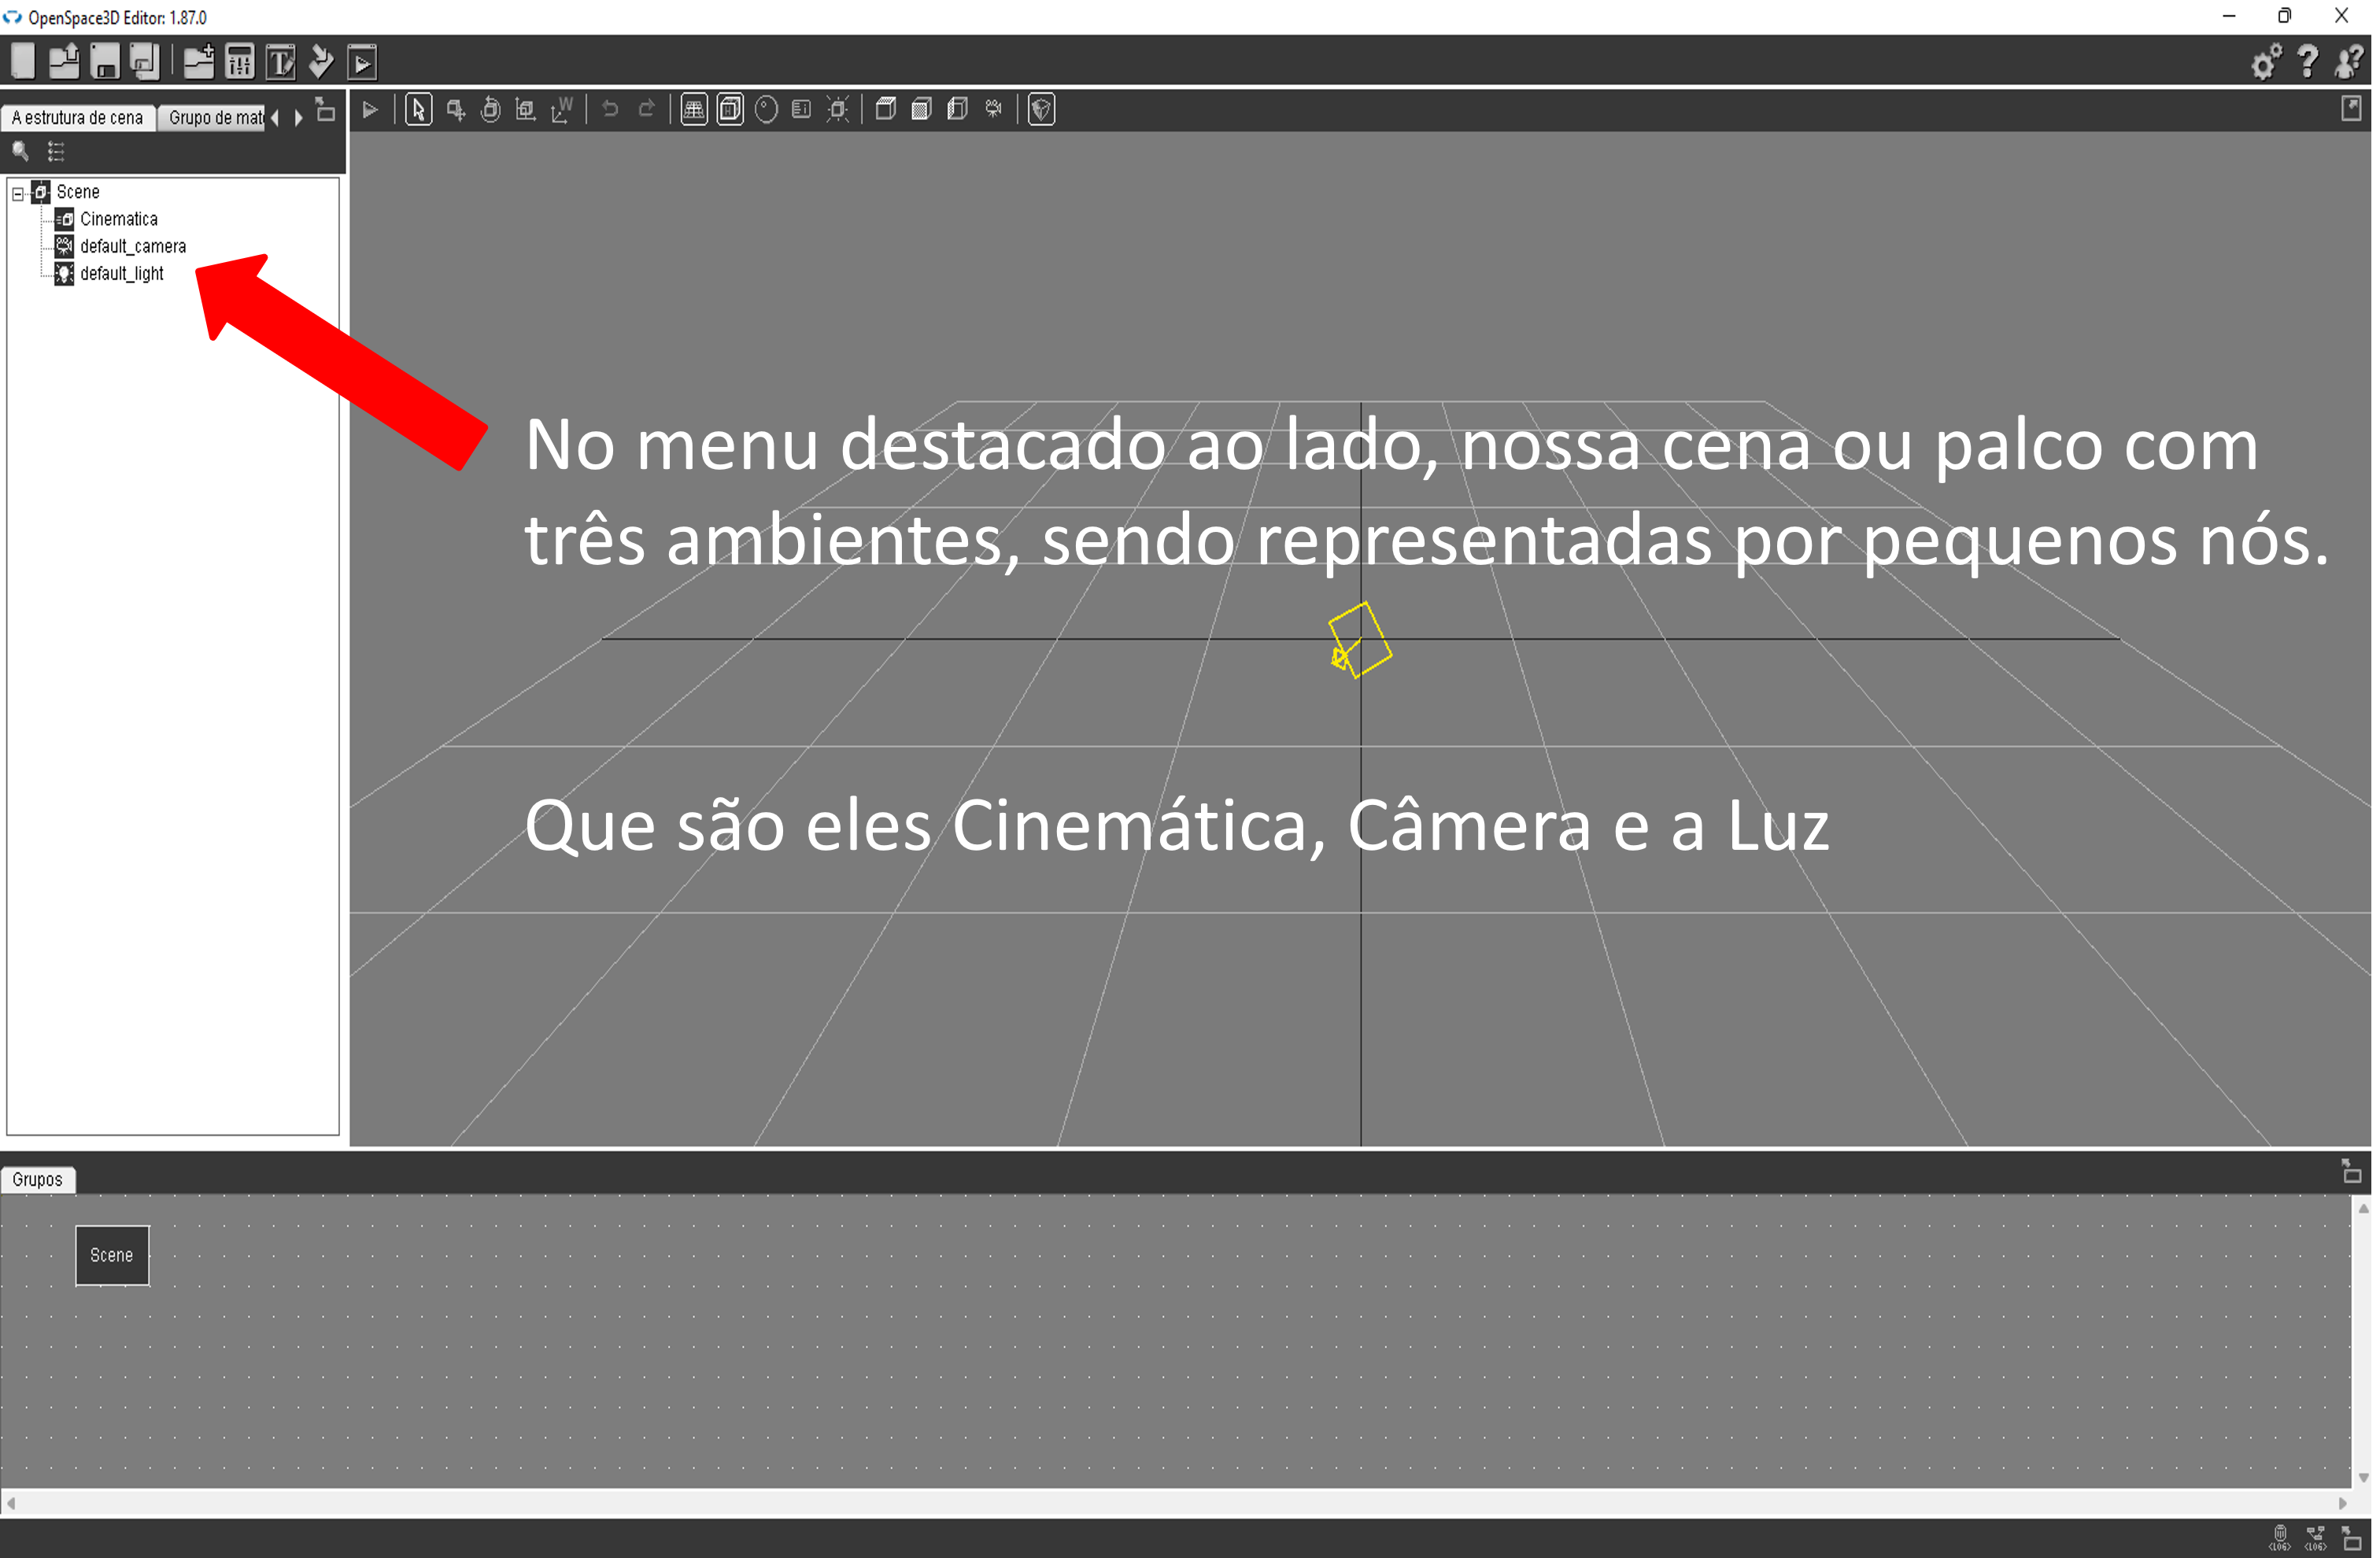 OpenSpace3D Editor: 1.87.0
A estrutura de cena
Grupo de mat
Scene
Cinematica
default_camera
default_light
No menu destacado ao lado, nossa cena ou palco com
três ambientes, sendo representadas por pequenos nós.
Que são eles Cinemática, Câmera e a Luz
Grupos
Scene
<LOG>
<LOG>